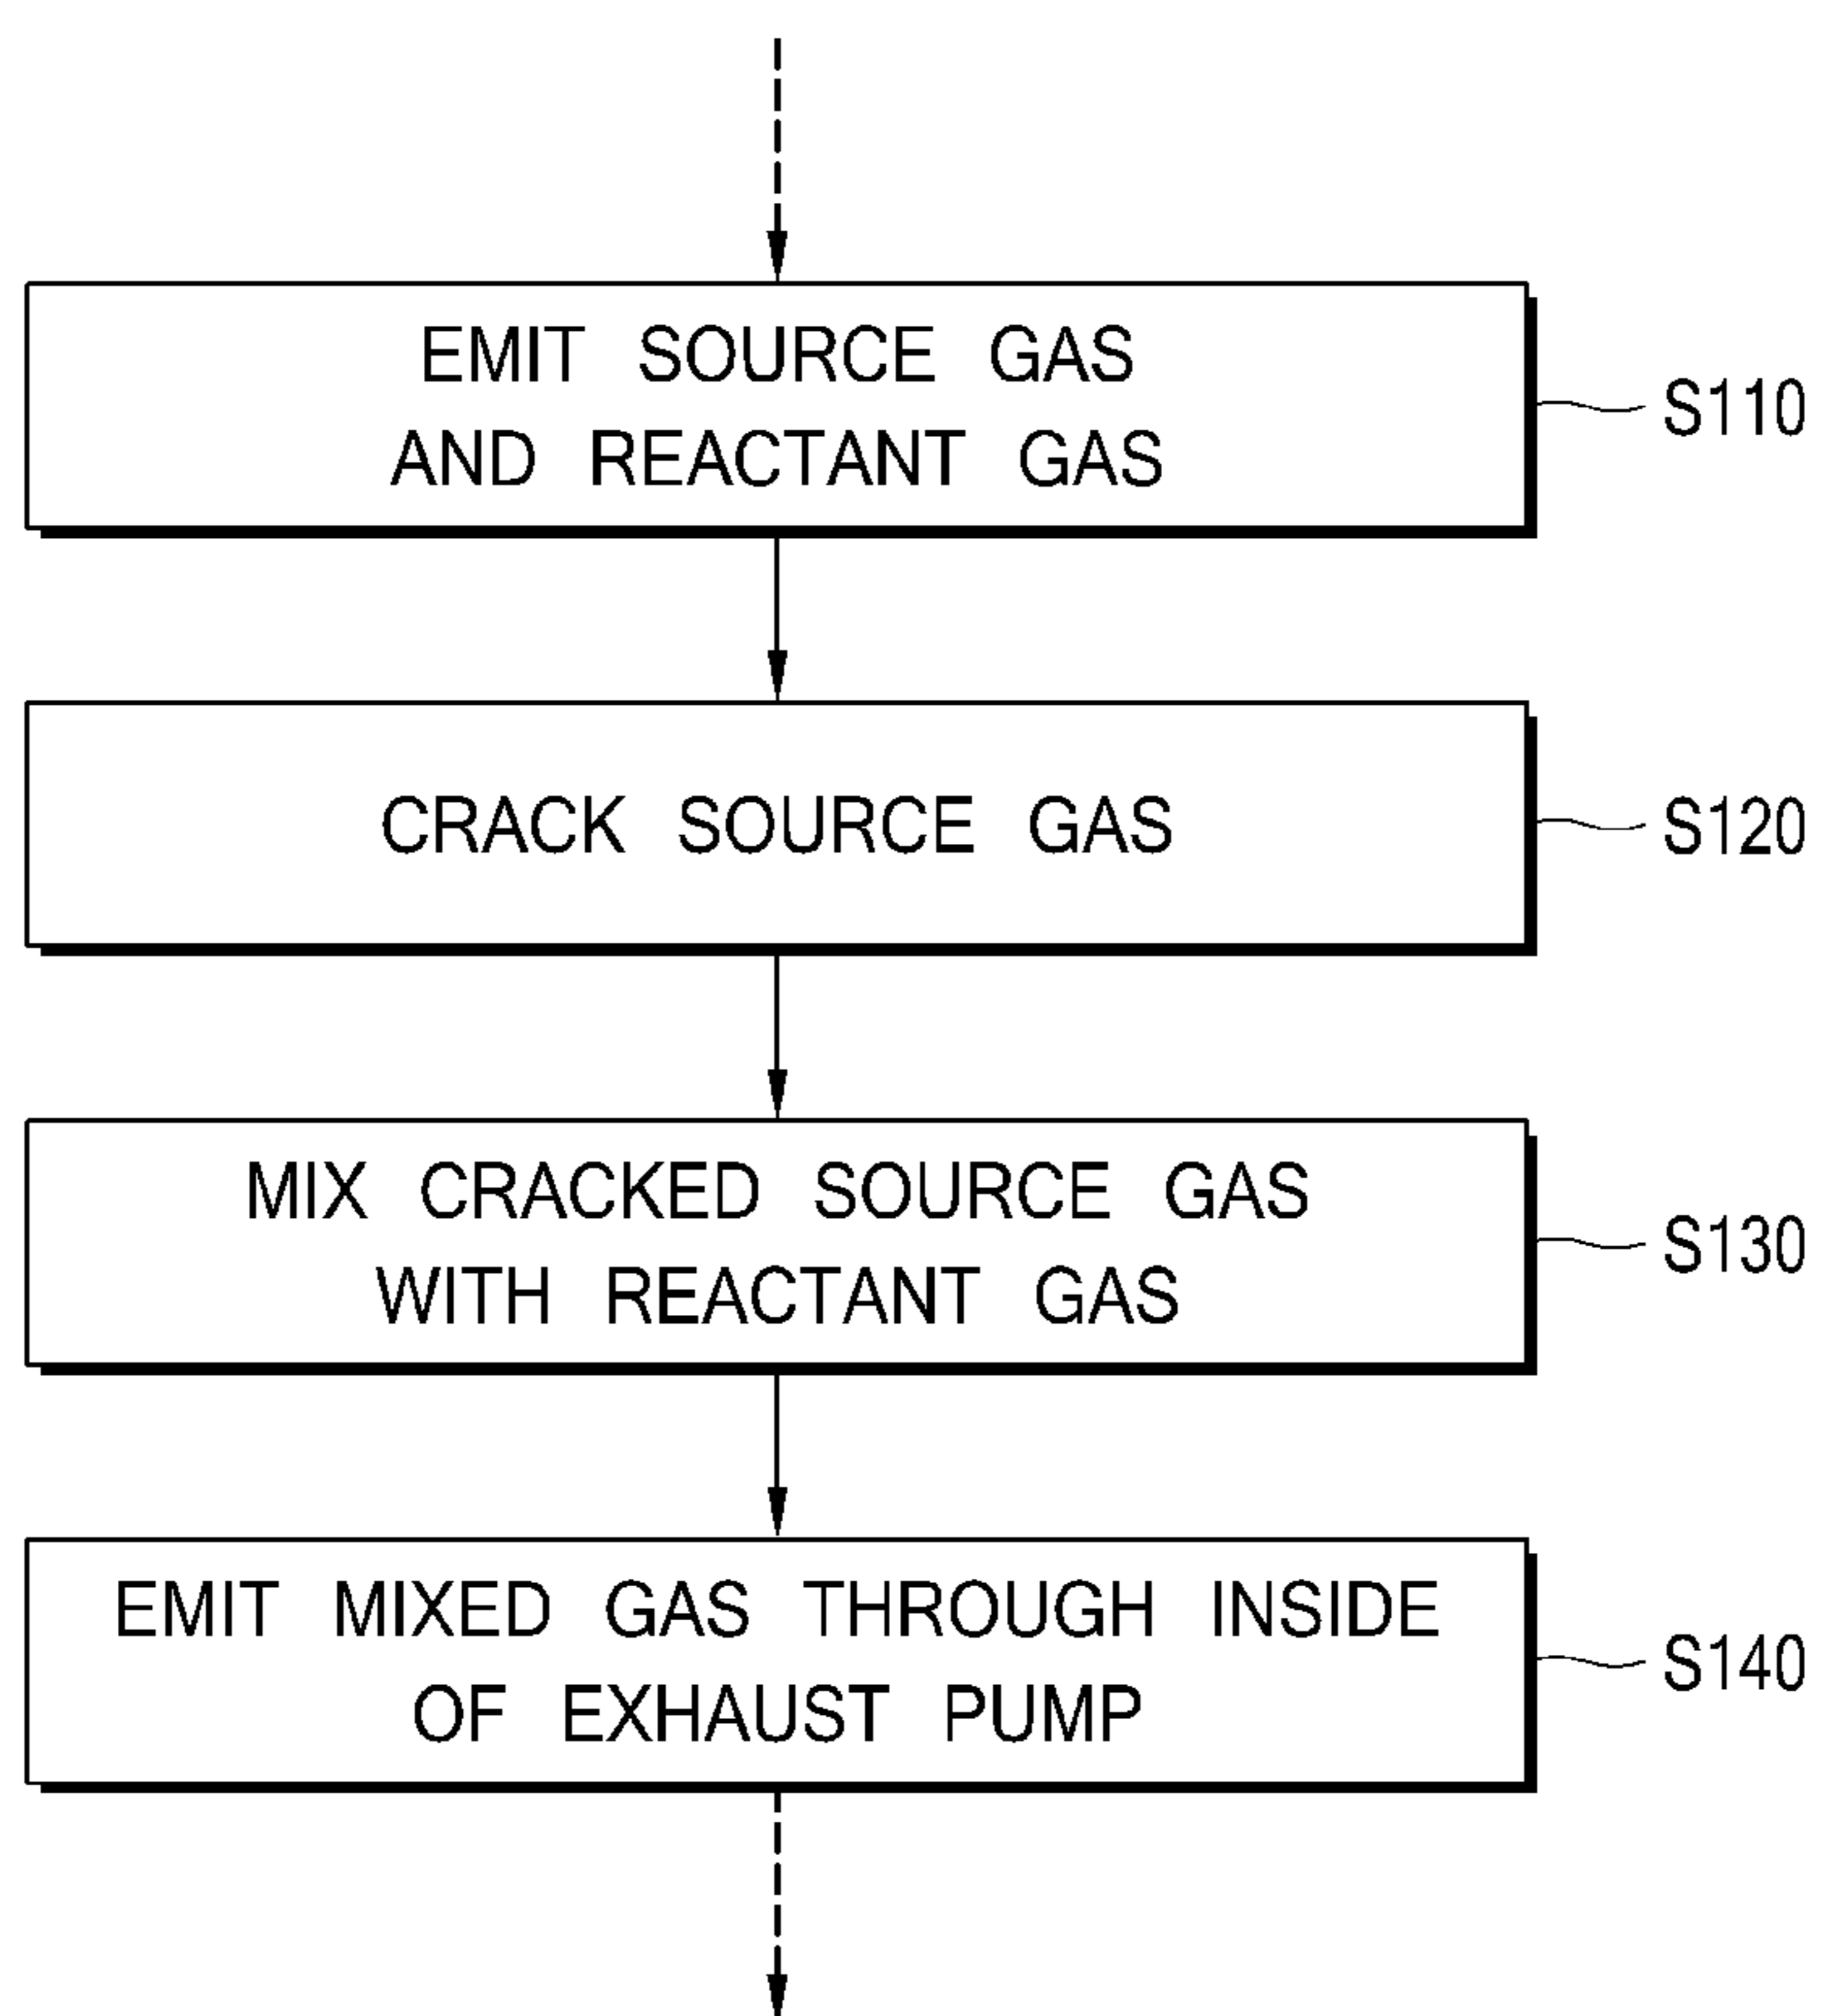 EMIT SOURCE GAS
AND REACTANT GAS
S110
CRACK SOURCE GAS
S120
MIX CRACKED SOURCE GAS
WITH REACTANT GAS
S130
EMIT MIXED GAS THROUGH INSIDE
OF EXHAUST PUMP
S140